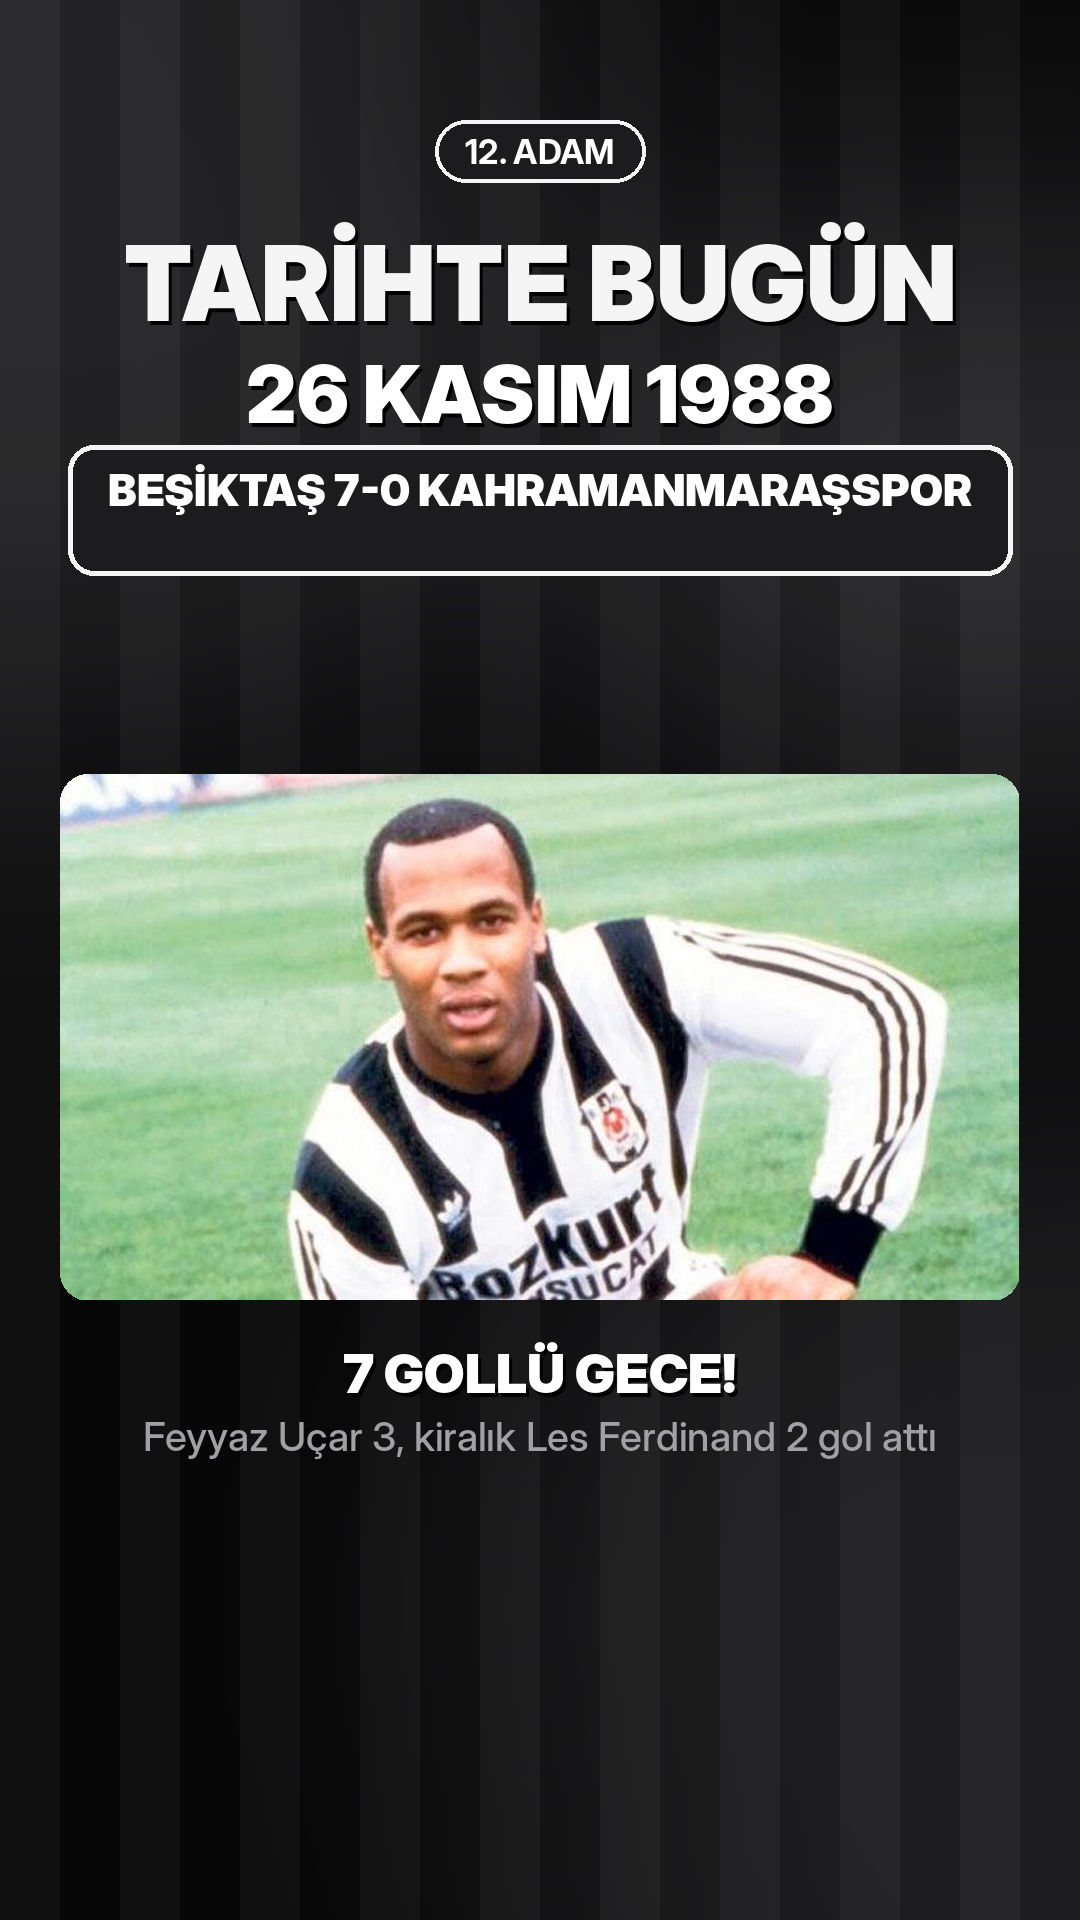 12. ADAM
TARİHTE BUGÜN
26 KASIM 1988
BEŞİKTAŞ 7-0 KAHRAMANMARAŞSPOR
Bozkurt
SUCAT
7 GOLLÜ GECE!
Feyyaz Uçar 3, kiralık Les Ferdinand 2 gol attı